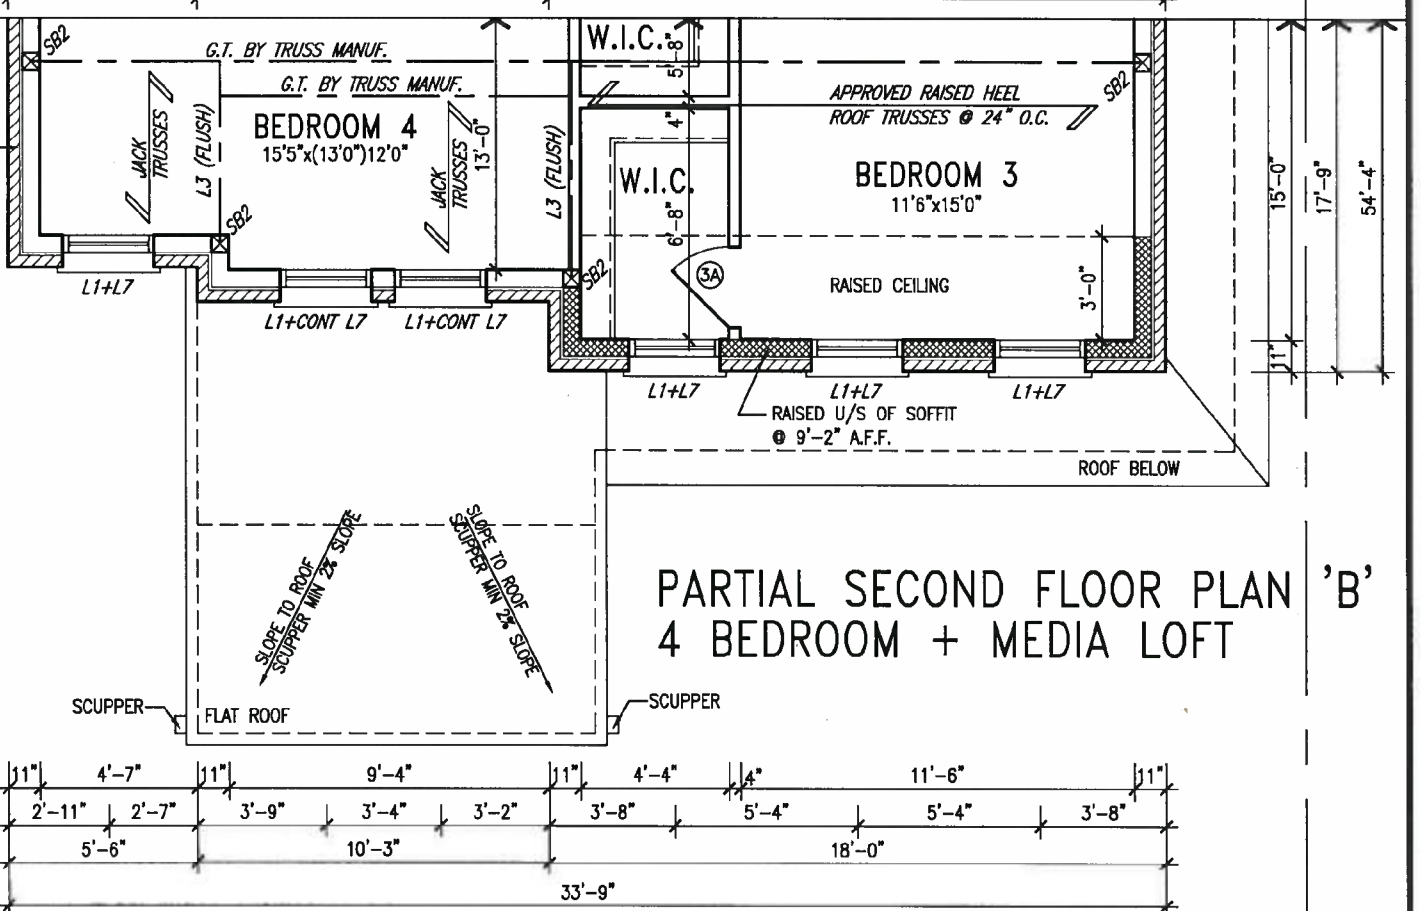 SB2
G.T. BY TRUSS MANUF.
W.I.C.
5'-8"
G.T. BY TRUSS MANUF.
SB2
APPROVED RAISED HEEL
ROOF TRUSSES @ 24" O.C.
4"
BEDROOM 4
15'5"x(13'0")12'0"
13'-0"
JACK
TRUSSES
L3 (FLUSH)
JACK
TRUSSES
L3 (FLUSH)
W.I.C.
6'-8"
BEDROOM 3
11'6"x15'0"
15'-0"
17'-9"
54'-4"
SB2
SB2
3A
RAISED CEILING
3'-0"
L1+L7
L1+CONT L7
L1+CONT L7
11"
L1+L7
L1+L7
L1+L7
RAISED U/S OF SOFFIT
@ 9'-2" A.F.F.
ROOF BELOW
SLOPE TO ROOF
SCUPPER MIN 2% SLOPE
SLOPE TO ROOF
SCUPPER MIN 2% SLOPE
PARTIAL SECOND FLOOR PLAN 'B'
4 BEDROOM + MEDIA LOFT
SCUPPER
FLAT ROOF
SCUPPER
11" 4'-7" 11" 9'-4" 11" 4'-4" 4" 11'-6" 11"
2'-11" 2'-7" 3'-9" 3'-4" 3'-2" 3'-8" 5'-4" 5'-4" 3'-8"
5'-6" 10'-3" 18'-0"
33'-9"